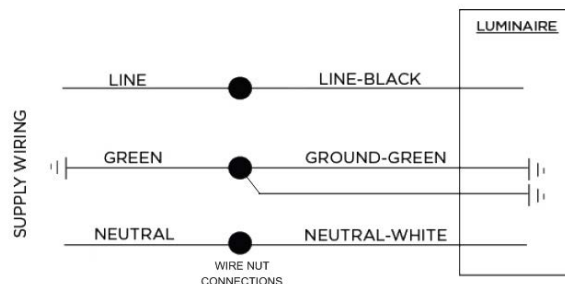 LUMINAIRE
LINE
LINE-BLACK
GREEN
GROUND-GREEN
SUPPLY WIRING
NEUTRAL
NEUTRAL-WHITE
WIRE NUT
CONNECTIONS